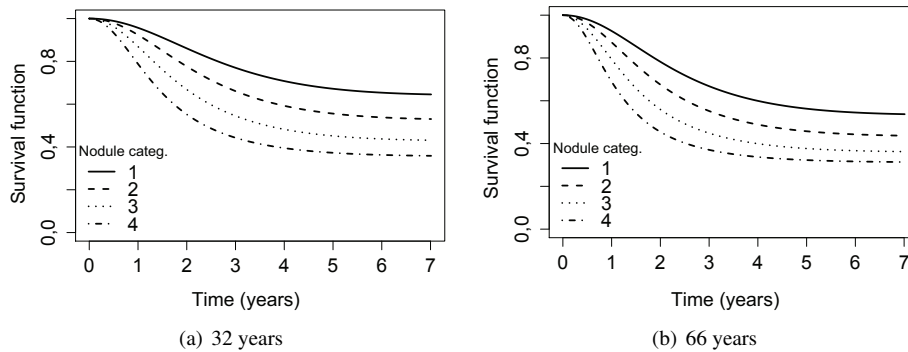 Survival function
0,0 0,4 0,8
Nodule categ.
1
2
3
4
0 1 2 3 4 5 6 7
Time (years)
(a) 32 years
Survival function
0,0 0,4 0,8
Nodule categ.
1
2
3
4
0 1 2 3 4 5 6 7
Time (years)
(b) 66 years